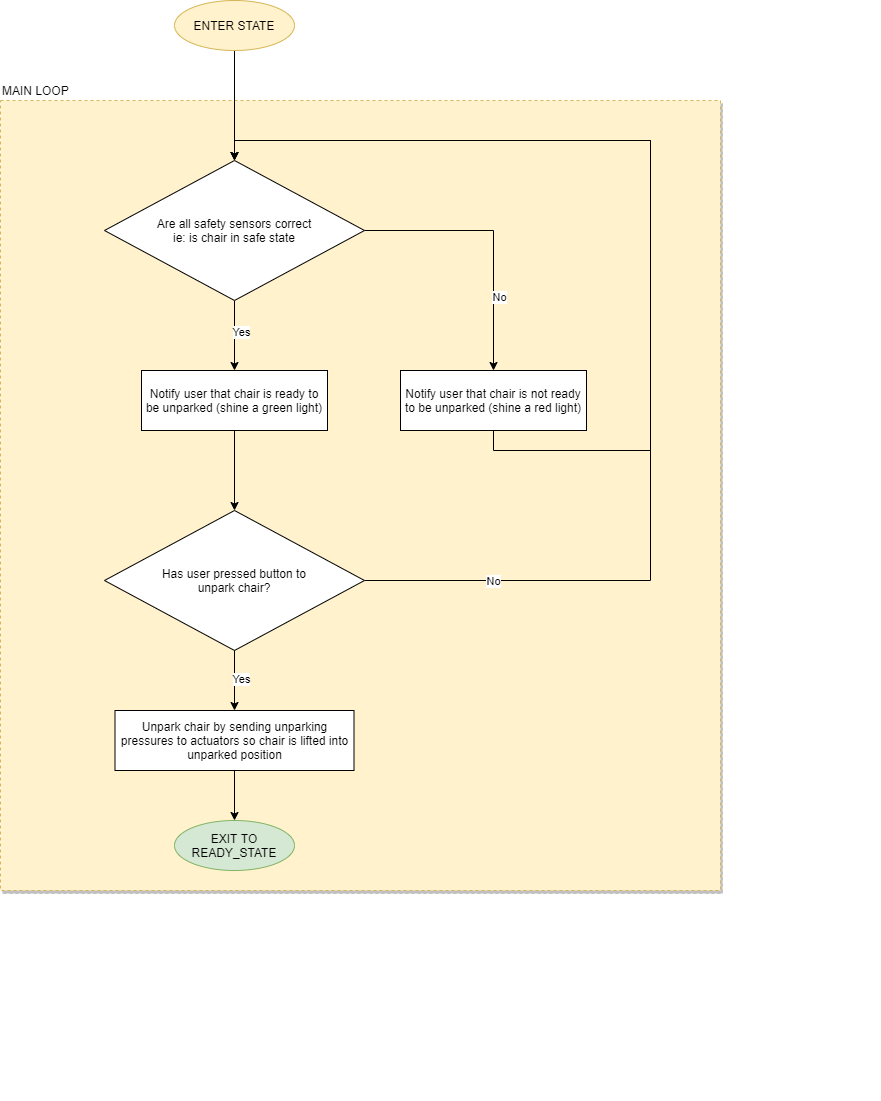 ENTER STATE
MAIN LOOP
Are all safety sensors correct
ie: is chair in safe state
No
Yes
Notify user that chair is ready to
be unparked (shine a green light)
Notify user that chair is not ready
to be unparked (shine a red light)
Has user pressed button to
unpark chair?
No
Yes
Unpark chair by sending unparking
pressures to actuators so chair is lifted into
unparked position
EXIT TO
READY_STATE